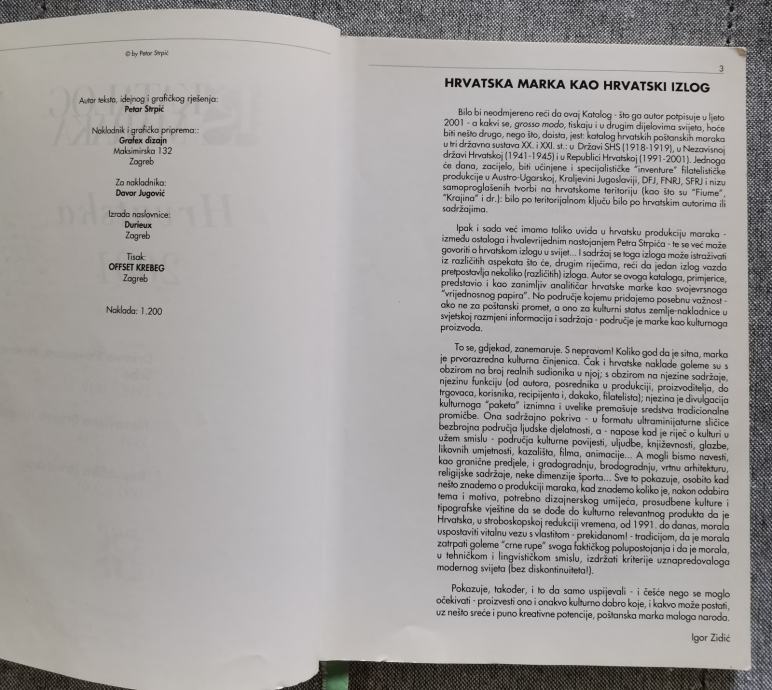 © by Petar Strpić
Autor teksta, idejnog i grafičkog rješenja:
Petar Strpić
Nakladnik i grafička priprema::
Grafex dizajn
Maksimirska 132
Zagreb
Za nakladnika:
Davor Jugović
Izrada naslovnice:
Durieux
Zagreb
Tisak:
OFFSET KREBEG
Zagreb
Naklada: 1.200
3
HRVATSKA MARKA KAO HRVATSKI IZLOG
Bilo bi neodmjereno reći da ovaj Katalog - što ga autor potpisuje u ljeto
2001 - a kakvi se, grosso modo, tiskaju i u drugim dijelovima svijeta, hoće
biti nešto drugo, nego što, doista, jest: katalog hrvatskih poštanskih maraka
u tri državna sustava XX. i XXI. st.: u Državi SHS (1918-1919), u Nezavisnoj
državi Hrvatskoj (1941-1945) i u Republici Hrvatskoj (1991-2001). Jednoga
će dana, zacijelo, biti učinjene i specijalističke "inventure" filatelističke
produkcije u Austro-Ugarskoj, Kraljevini Jugoslaviji, DFJ, FNRJ, SFRJ i nizu
samoproglašenih tvorbi na hrvatskome teritoriju (kao što su "Fiume",
"Krajina" i dr.): bilo po teritorijalnom ključu bilo po hrvatskim autorima ili
sadržajima.
Ipak i sada već imamo toliko uvida u hrvatsku produkciju maraka -
između ostaloga i hvalevrijednim nastojanjem Petra Strpića - te se već može
govoriti o hrvatskom izlogu u svijet... I sadržaj se toga izloga može istraživati
iz različitih aspekata što će, drugim riječima, reći da jedan izlog vazda
pretpostavlja nekoliko (različitih) izloga. Autor se ovoga kataloga, primjerice,
predstavio i kao zanimljiv analitičar hrvatske marke kao svojevrsnoga
"vrijednosnog papira". No područje kojemu pridajemo posebnu važnost -
ako ne za poštanski promet, a ono za kulturni status zemlje-nakladnice u
svjetskoj razmjeni informacija i sadržaja - područje je marke kao kulturnoga
proizvoda.
To se, gdjekad, zanemaruje. S nepravom! Koliko god da je sitna, marka
je prvorazredna kulturna činjenica. Čak i hrvatske naklade goleme su s
obzirom na broj realnih sudionika u njoj; s obzirom na njezine sadržaje,
njezinu funkciju (od autora, posrednika u produkciji, proizvoditelja, do
trgovaca, korisnika, recipijenta i, dakako, filatelista); njezina je divulgacija
kulturnoga "paketa" iznimna i uvelike premašuje sredstva tradicionalne
promičbe. Ona sadržajno pokriva - u formatu ultraminijaturne sličice
bezbrojna područja ljudske djelatnosti, a - napose kad je riječ o kulturi u
užem smislu - područja kulturne povijesti, uljudbe, književnosti, glazbe,
likovnih umjetnosti, kazališta, filma, animacije... A mogli bismo navesti,
kao granične predjele, i gradogradnju, brodogradnju, vrtnu arhitekturu,
religijske sadržaje, neke dimenzije športa... Sve to pokazuje, osobito kad
nešto znademo o produkciji maraka, kad znademo koliko je, nakon odabira
tema i motiva, potrebno dizajnerskog umijeća, prosudbene kulture i
tipografske vještine da se dođe do kulturno relevantnog produkta da je
Hrvatska, u stroboskopskoj redukciji vremena, od 1991. do danas, morala
uspostaviti vitalnu vezu s vlastitom - prekidanom! - tradicijom, da je morala
zatrpati goleme "crne rupe" svoga faktičkog polupostojanja i da je morala,
u tehničkom i lingvističkom smislu, izdržati kriterije uznapredovaloga
modernog svijeta (bez diskontinuiteta!).
Pokazuje, također, i to da smo uspijevali - i češće nego se moglo
očekivati - proizvesti ono i onakvo kulturno dobro koje, i kakvo može postati,
uz nešto sreće i puno kreativne potencije, poštanska marka maloga naroda.
Igor Zidić